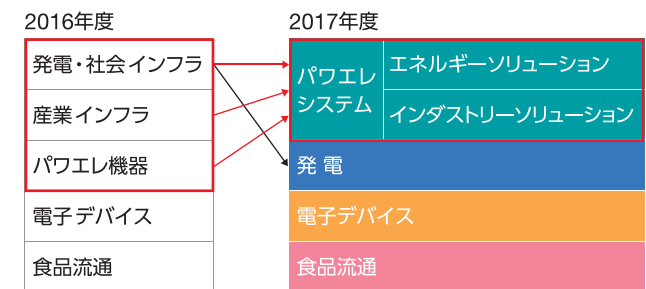 2016年度
発電・社会インフラ
産業インフラ
パワエレ機器
電子デバイス
食品流通
2017年度
パワエレ
システム
エネルギーソリューション
インダストリーソリューション
発電
電子デバイス
食品流通